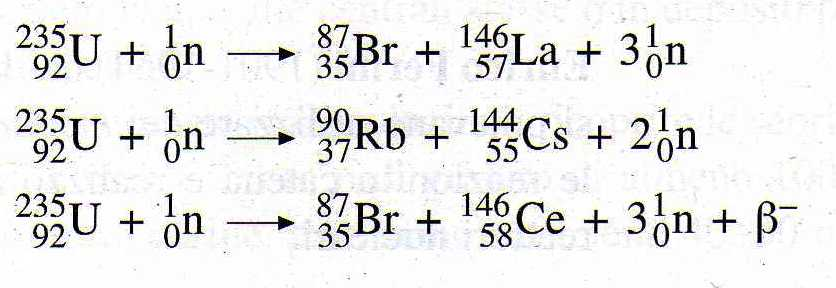 ²³⁵₉₂U + ¹₀n ⟶ ⁸⁷₃₅Br + ¹⁴⁶₅₇La + 3¹₀n
²³⁵₉₂U + ¹₀n ⟶ ⁹⁰₃₇Rb + ¹⁴⁴₅₅Cs + 2¹₀n
²³⁵₉₂U + ¹₀n ⟶ ⁸⁷₃₅Br + ¹⁴⁶₅₈Ce + 3¹₀n + β⁻